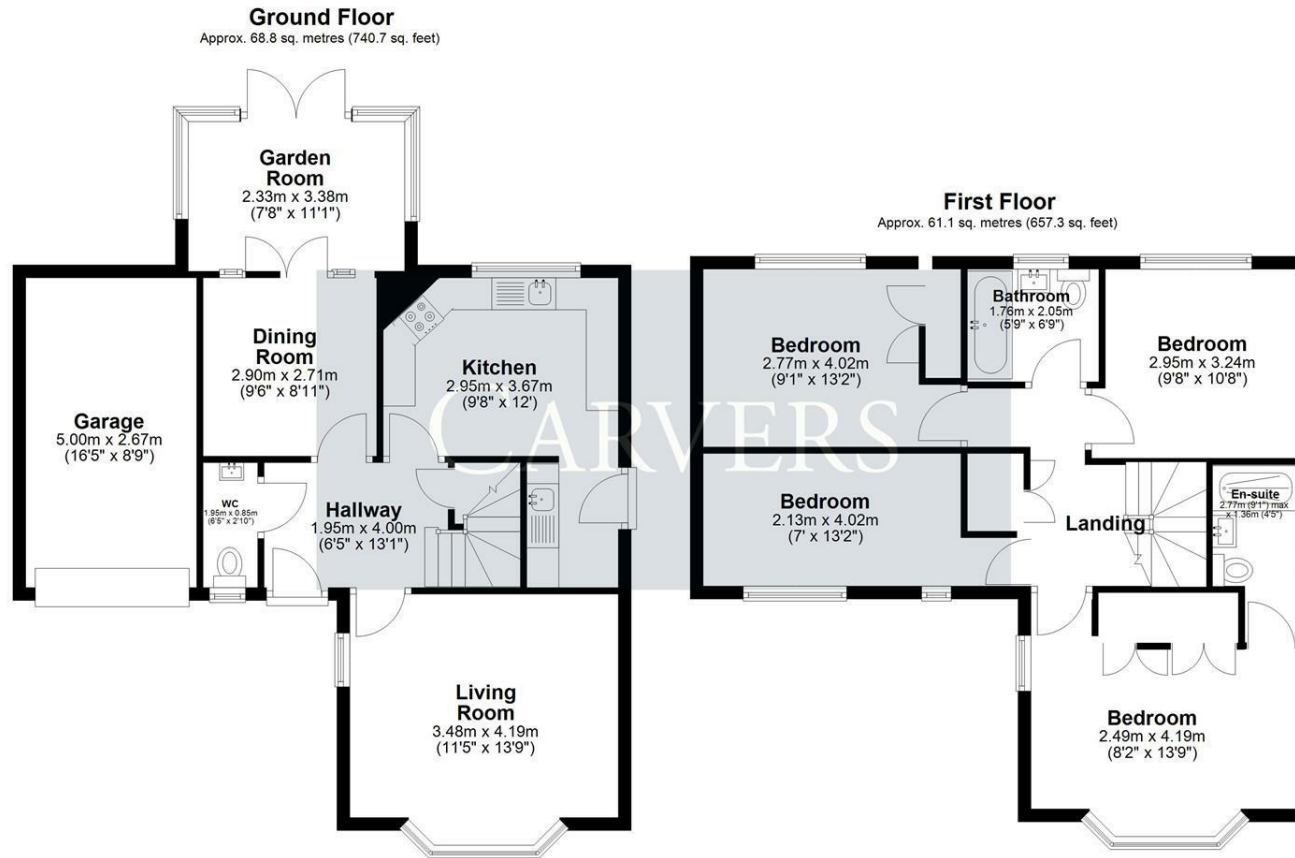 Ground Floor
Approx. 68.8 sq. metres (740.7 sq. feet)
Garden
Room
2.33m x 3.38m
(7'8" x 11'1")
Dining
Room
2.90m x 2.71m
(9'6" x 8'11")
Kitchen
2.95m x 3.67m
(9'8" x 12')
Garage
5.00m x 2.67m
(16'5" x 8'9")
WC
1.95m x 0.85m
(6'5" x 2'10")
Hallway
1.95m x 4.00m
(6'5" x 13'1")
Living
Room
3.48m x 4.19m
(11'5" x 13'9")
CARVERS
First Floor
Approx. 61.1 sq. metres (657.3 sq. feet)
Bedroom
2.77m x 4.02m
(9'1" x 13'2")
Bathroom
1.76m x 2.05m
(5'9" x 6'9")
Bedroom
2.95m x 3.24m
(9'8" x 10'8")
Bedroom
2.13m x 4.02m
(7' x 13'2")
Landing
En-suite
2.77m (9'1") max
x 1.36m (4'5")
Bedroom
2.49m x 4.19m
(8'2" x 13'9")